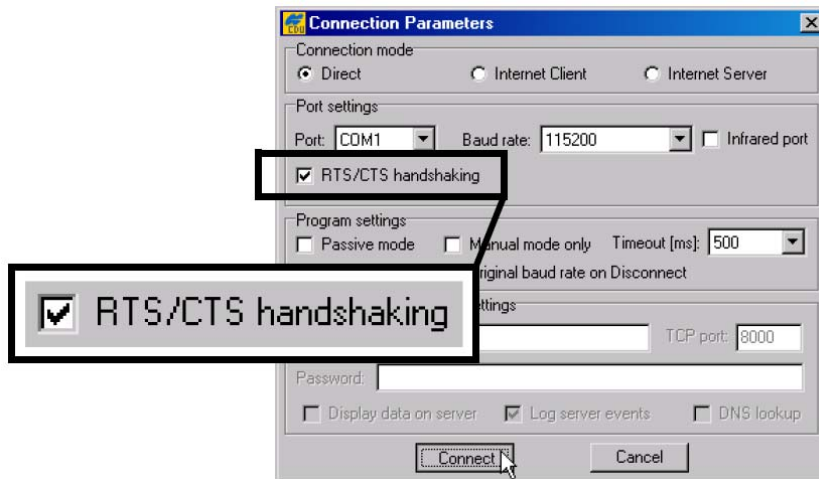 CDU Connection Parameters
Connection mode
Direct Internet Client Internet Server
Port settings
Port: COM1 Baud rate: 115200 Infrared port
RTS/CTS handshaking
Program settings
Passive mode Manual mode only Timeout [ms]: 500
original baud rate on Disconnect
RTS/CTS handshaking
TCP port: 8000
Password:
Display data on server Log server events DNS lookup
Connect Cancel